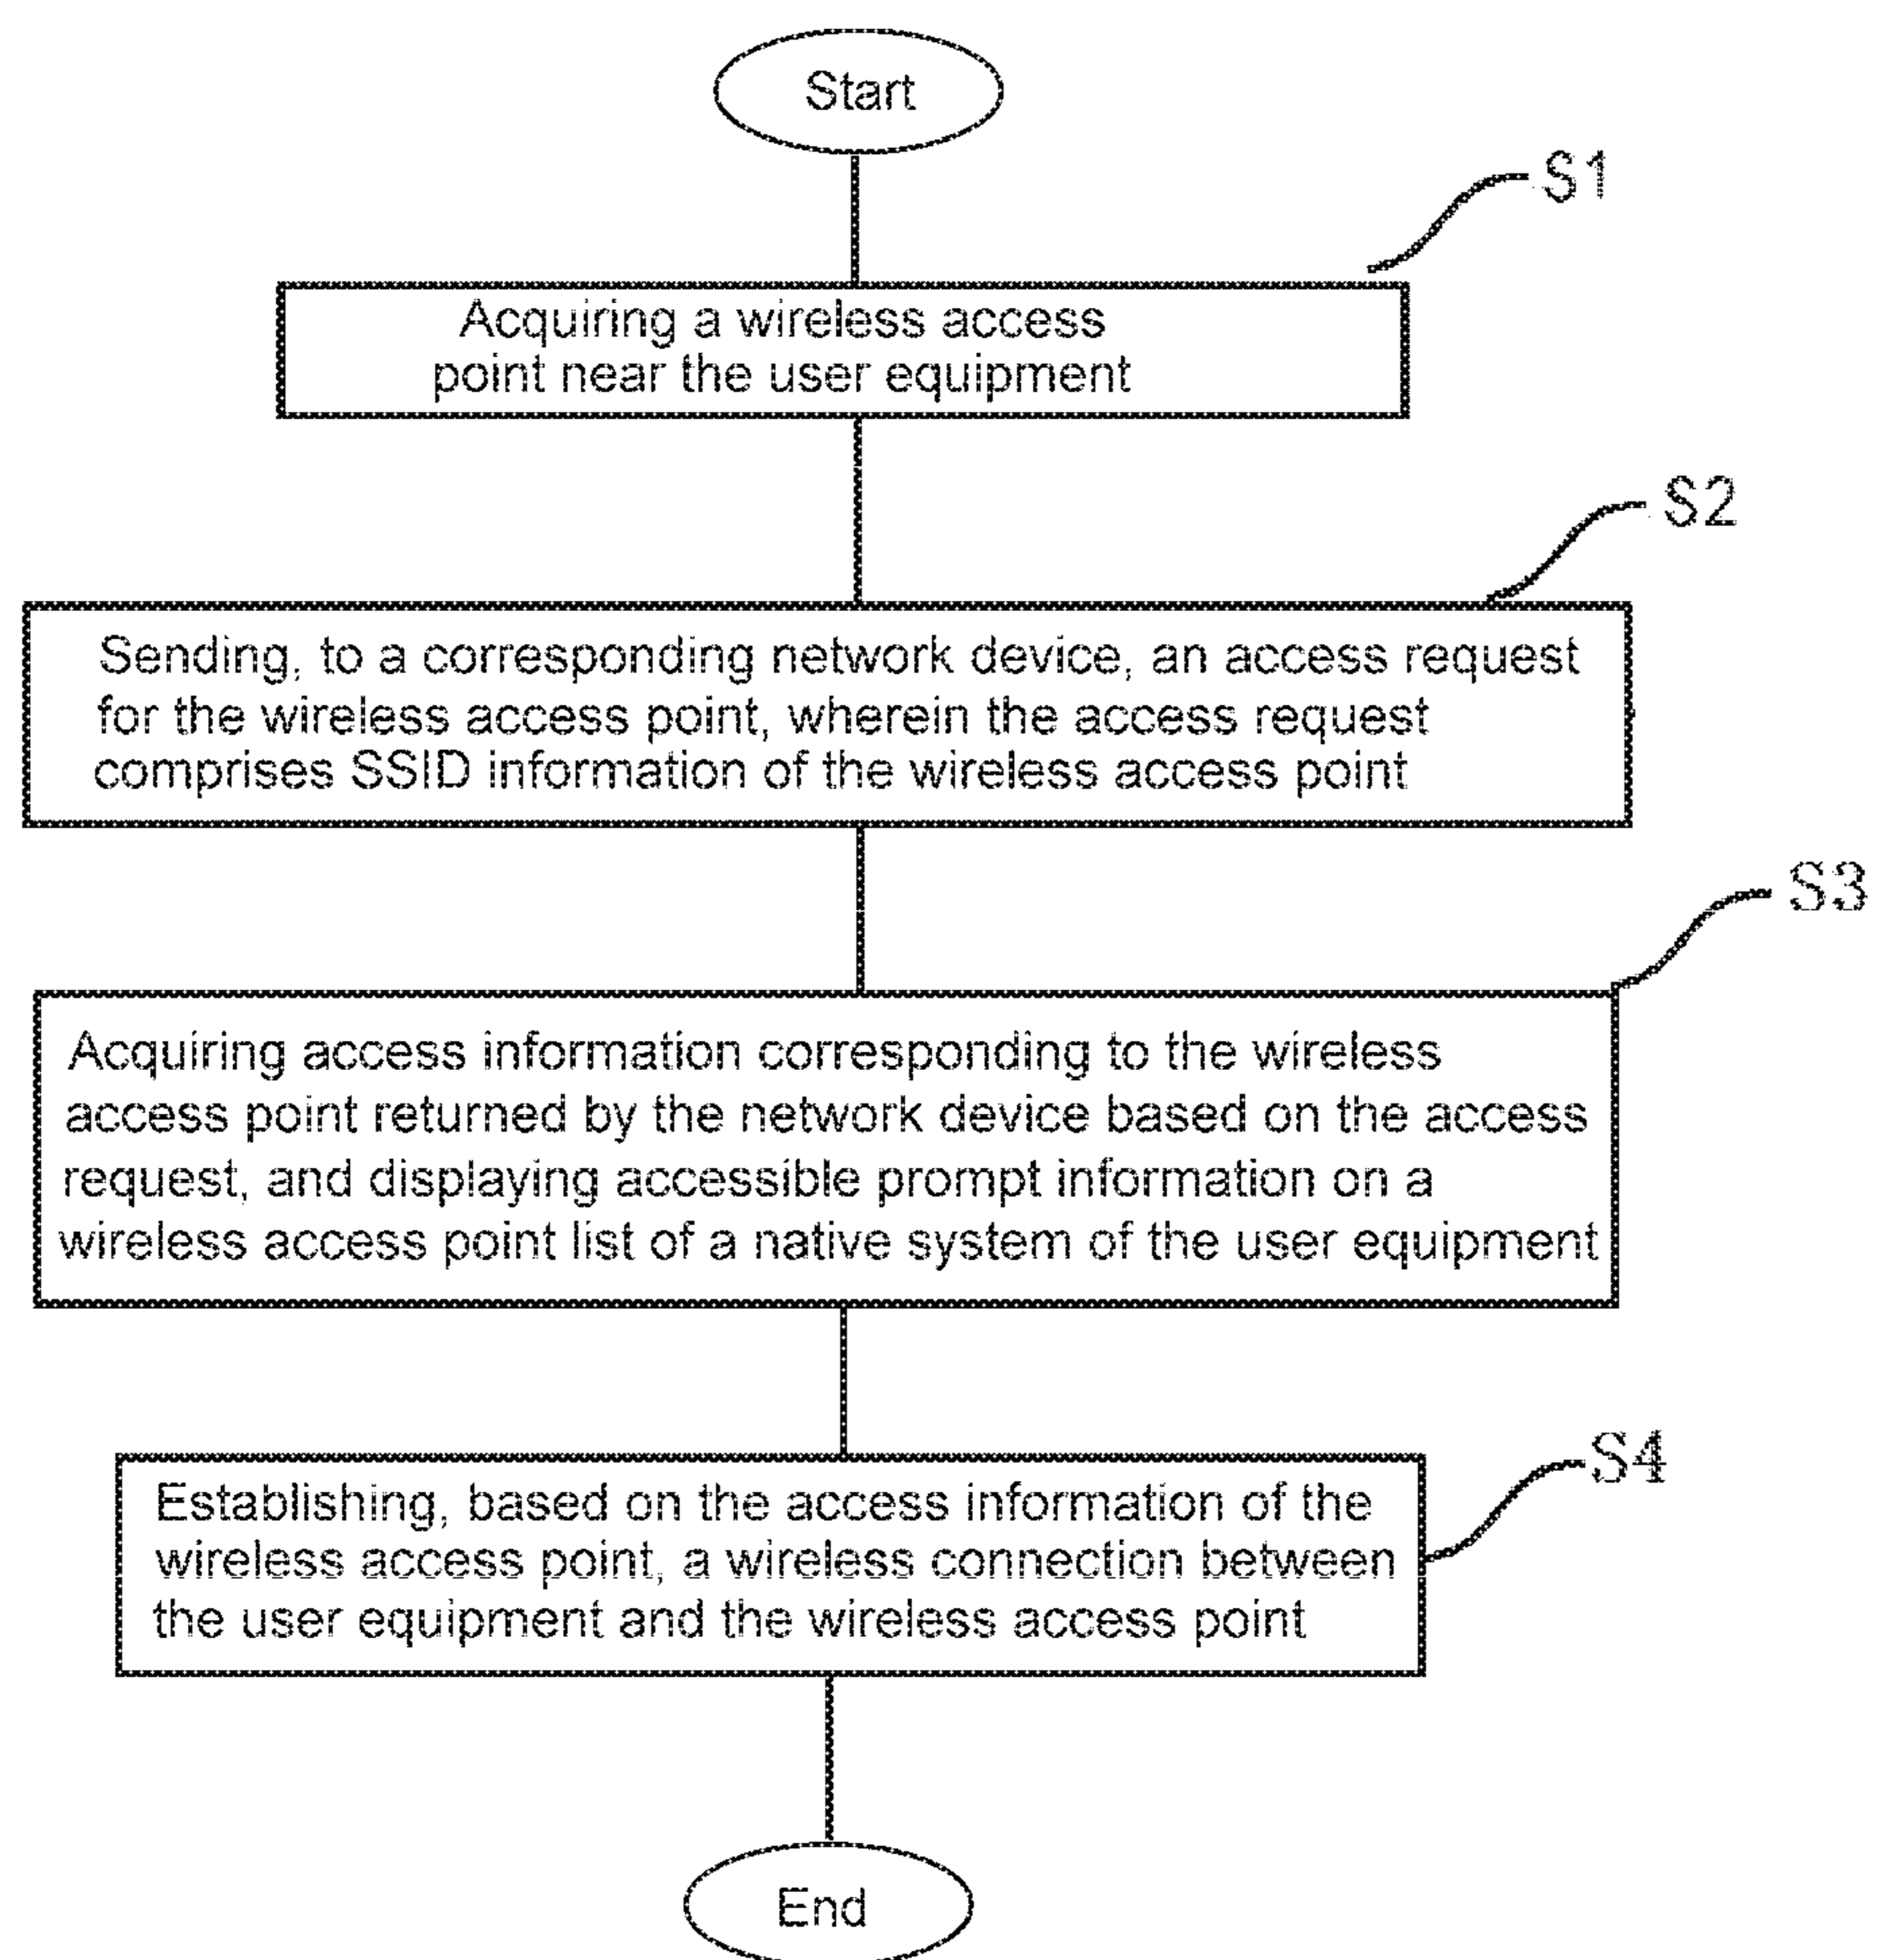 Start
S1
Acquiring a wireless access
point near the user equipment
S2
Sending, to a corresponding network device, an access request
for the wireless access point, wherein the access request
comprises SSID information of the wireless access point
S3
Acquiring access information corresponding to the wireless
access point returned by the network device based on the access
request, and displaying accessible prompt information on a
wireless access point list of a native system of the user equipment
S4
Establishing, based on the access information of the
wireless access point, a wireless connection between
the user equipment and the wireless access point
End